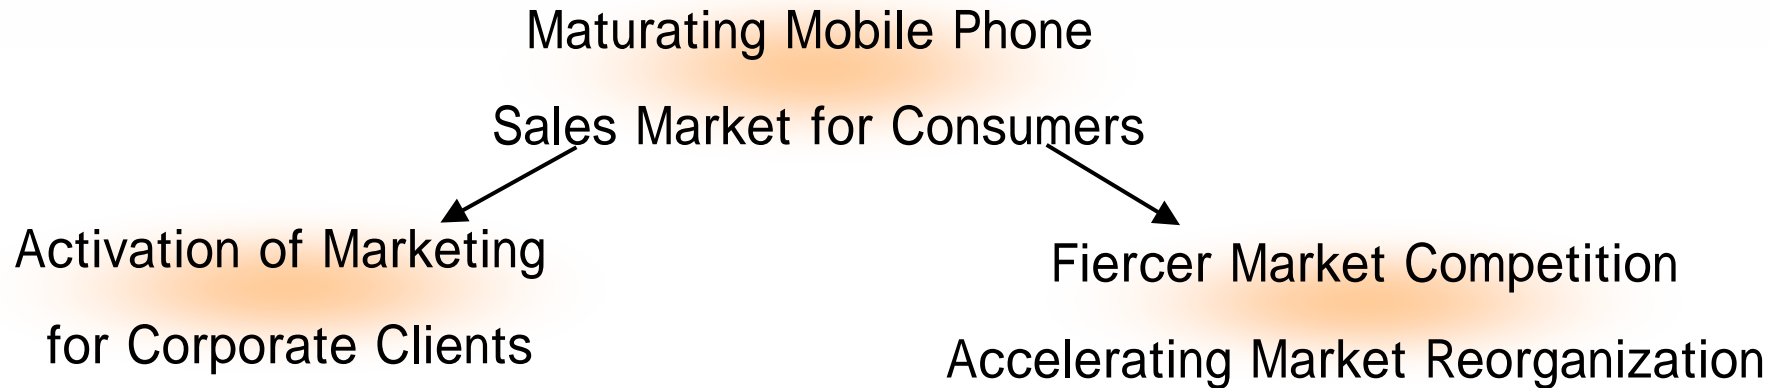 Maturating Mobile Phone
Sales Market for Consumers
Activation of Marketing
for Corporate Clients
Fiercer Market Competition
Accelerating Market Reorganization